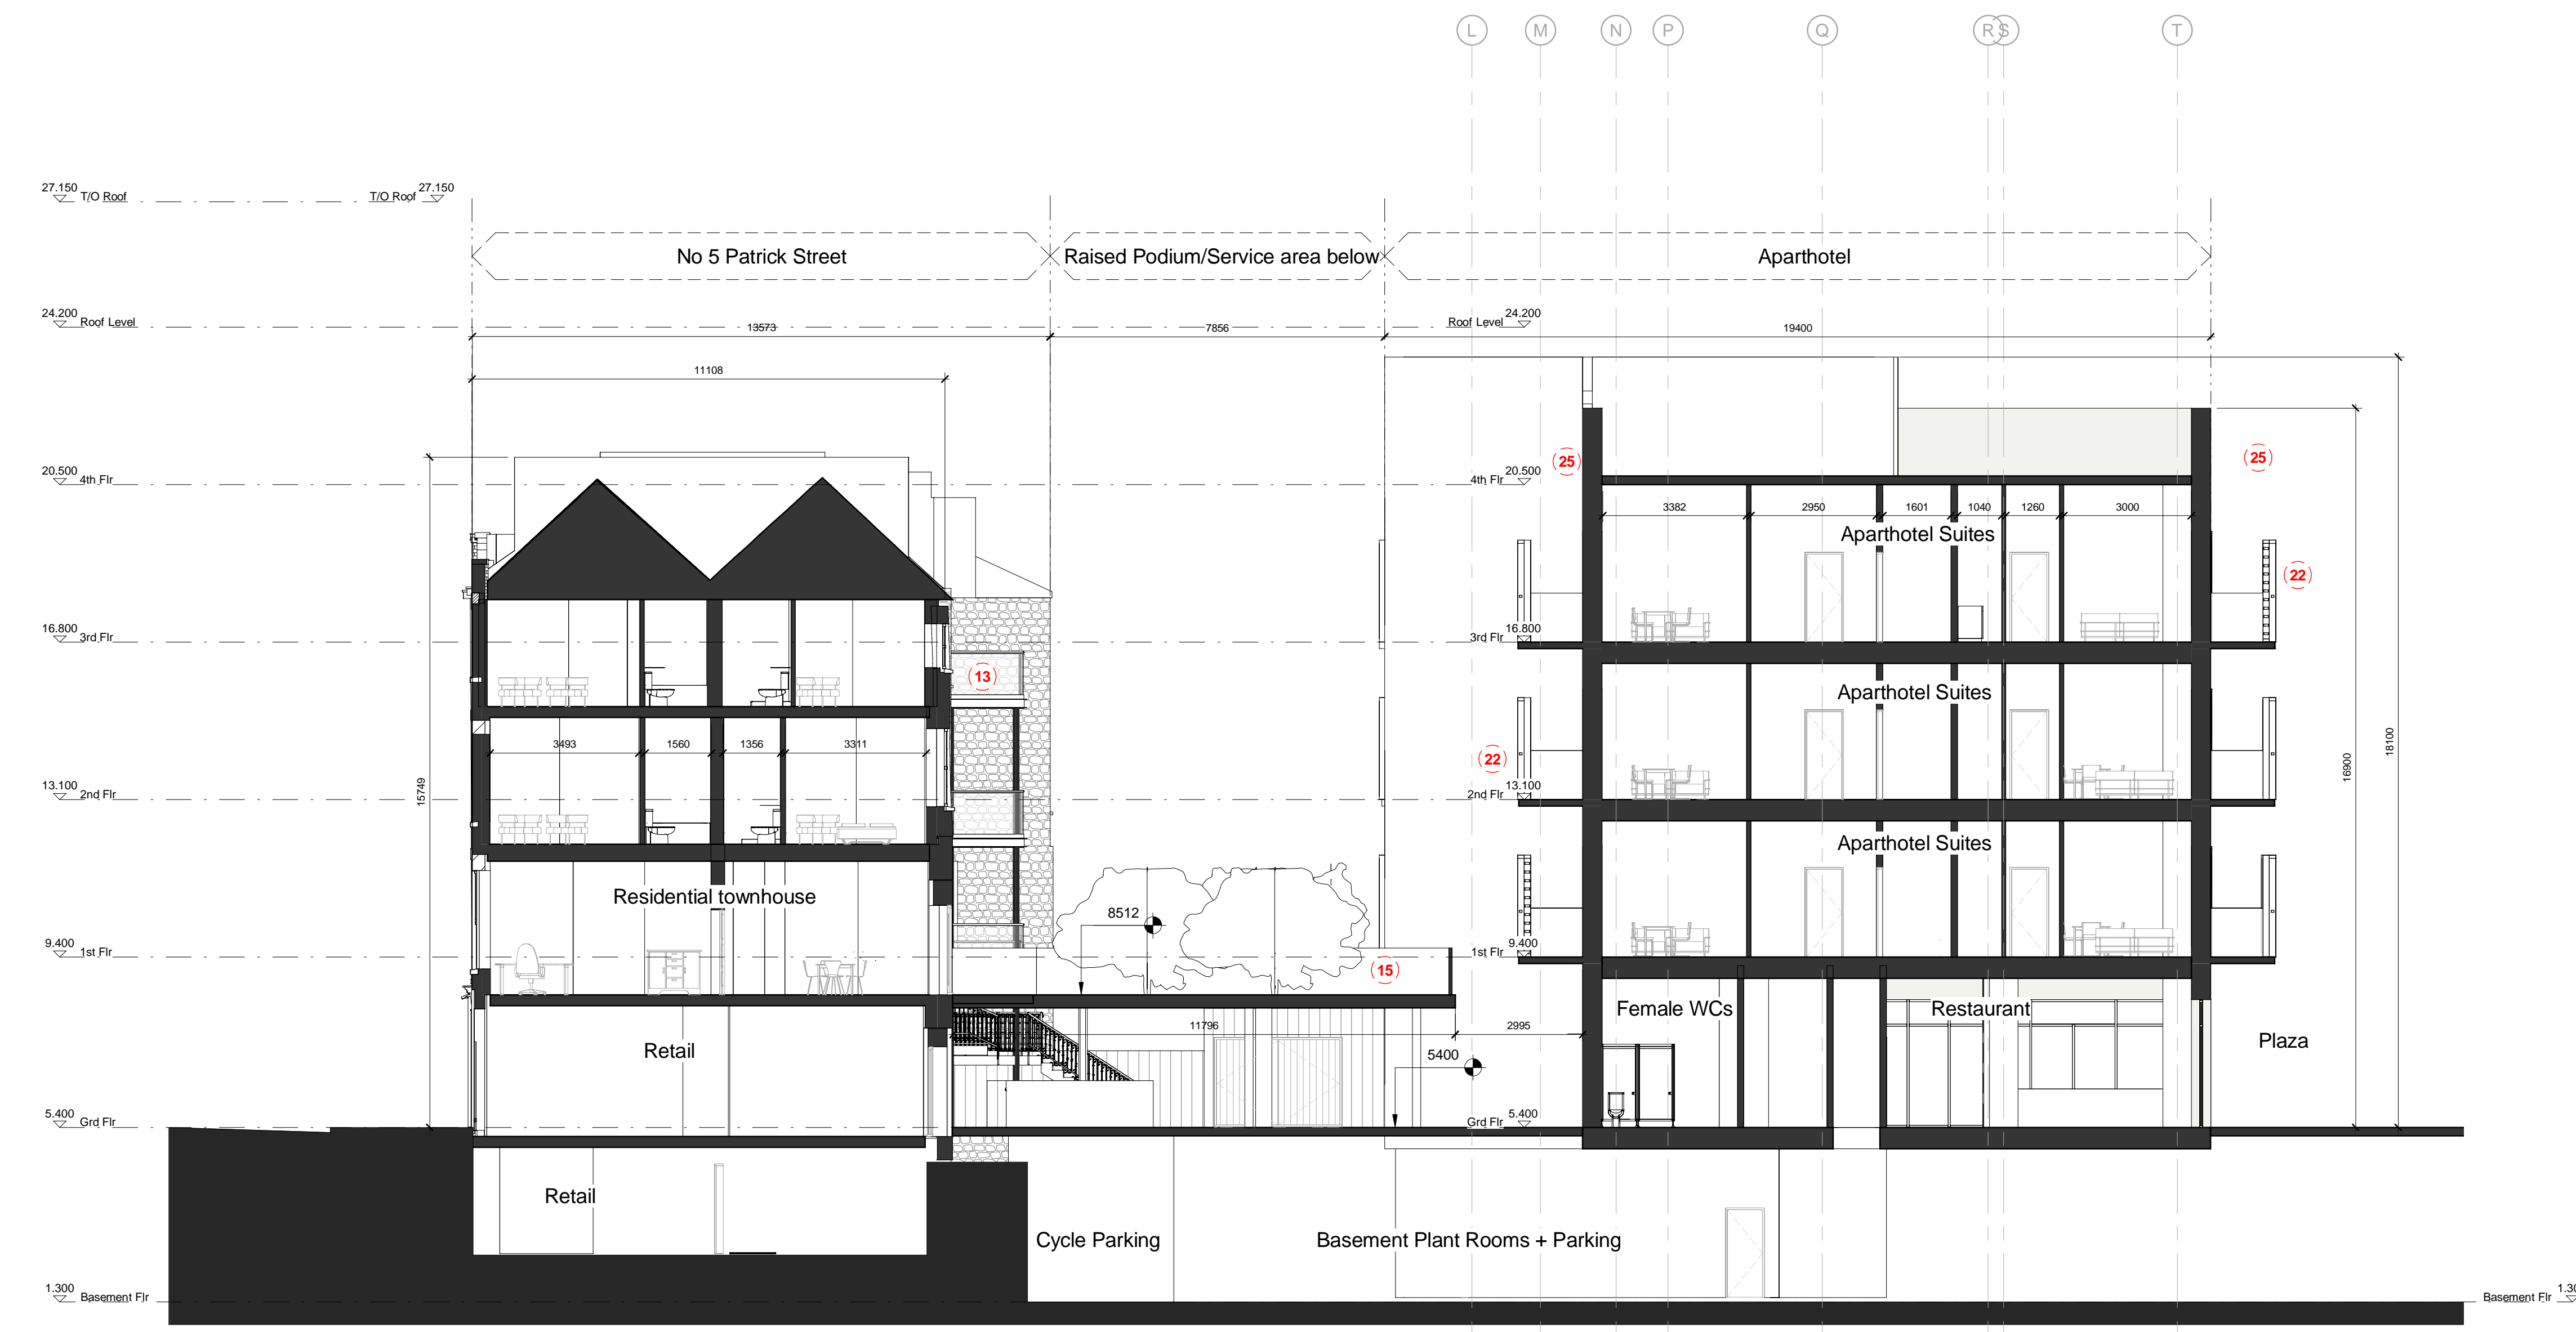 L M N P Q R S T
27.150 T/O Roof
T/O Roof 27.150
No 5 Patrick Street
Raised Podium/Service area below
Aparthotel
24.200 Roof Level
Roof Level 24.200
13573
7856
19400
11108
15749
16900
18100
20.500 4th Flr
4th Flr 20.500
25
25
3382 2950 1601 1040 1260 3000
Aparthotel Suites
22
16.800 3rd Flr
3rd Flr 16.800
13
Aparthotel Suites
3493 1560 1356 3311
22
13.100 2nd Flr
2nd Flr 13.100
Aparthotel Suites
Residential townhouse
8512
9.400 1st Flr
1st Flr 9.400
15
Female WCs
Restaurant
11796
2995
Retail
Plaza
5400
5.400 Grd Flr
Grd Flr 5.400
Retail
Cycle Parking
Basement Plant Rooms + Parking
1.300 Basement Flr
Basement Flr